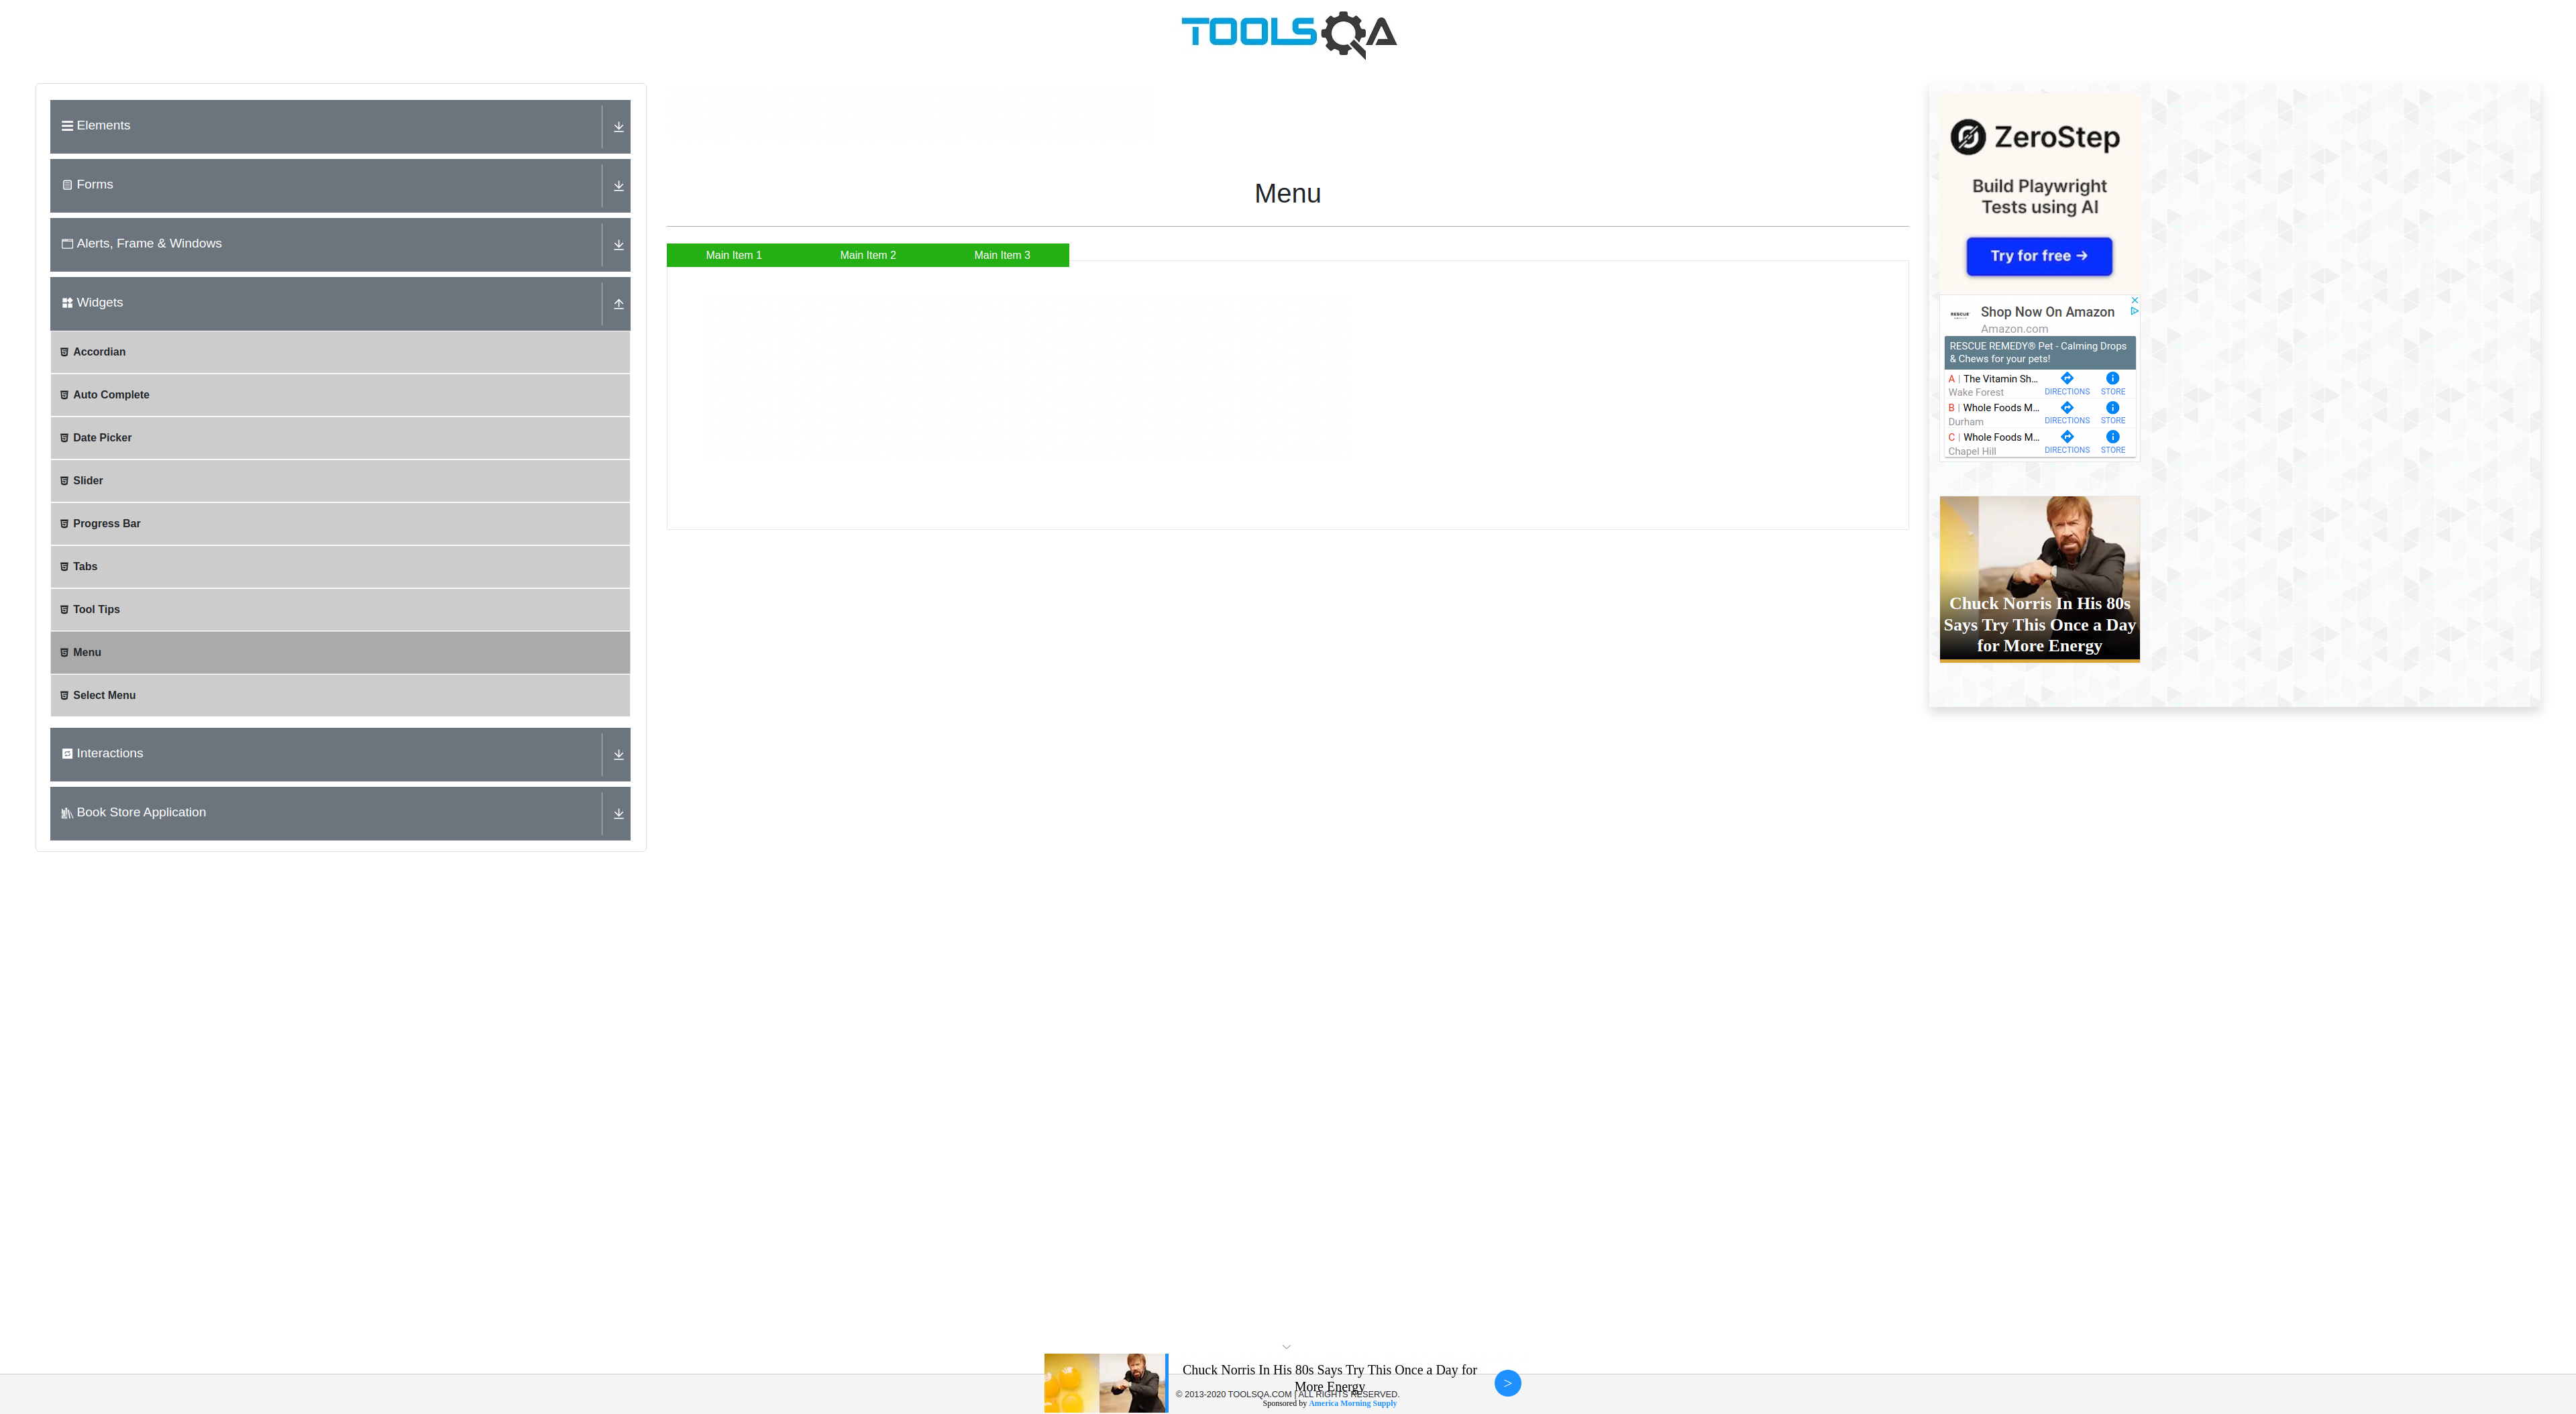 TOOLSQA
Elements
Forms
Alerts, Frame & Windows
Widgets
Accordian
Auto Complete
Date Picker
Slider
Progress Bar
Tabs
Tool Tips
Menu
Select Menu
Interactions
Book Store Application
Menu
Main Item 1
Main Item 2
Main Item 3
ZeroStep
Build Playwright
Tests using AI
Try for free →
Shop Now On Amazon
Amazon.com
RESCUE REMEDY® Pet - Calming Drops
& Chews for your pets!
A | The Vitamin Sh...
Wake Forest
DIRECTIONS
STORE
B | Whole Foods M...
Durham
DIRECTIONS
STORE
C | Whole Foods M...
Chapel Hill
DIRECTIONS
STORE
Chuck Norris In His 80s
Says Try This Once a Day
for More Energy
Chuck Norris In His 80s Says Try This Once a Day for
More Energy
© 2013-2020 TOOLSQA.COM | ALL RIGHTS RESERVED.
Sponsored by America Morning Supply